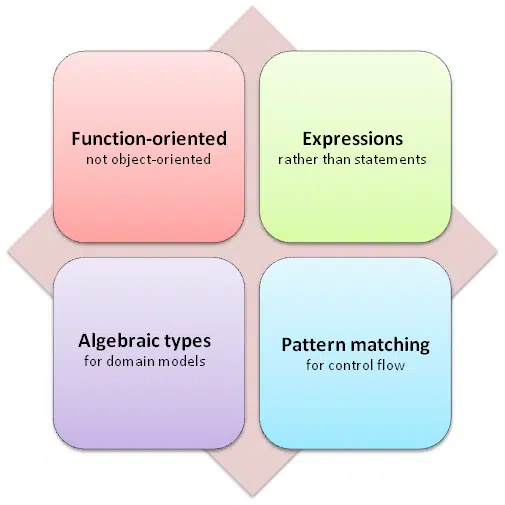 Function-oriented
not object-oriented
Expressions
rather than statements
Algebraic types
for domain models
Pattern matching
for control flow